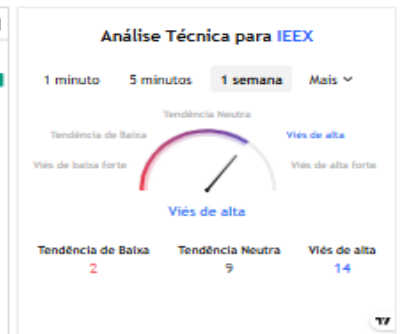 Análise Técnica para IEEX
1 minuto 5 minutos 1 semana Mais
Tendência Neutra
Tendência de Baixa Viés de alta
Viés de baixa forte Viés de alta forte
Viés de alta
Tendência de Baixa Tendência Neutra Viés de alta
2 9 14